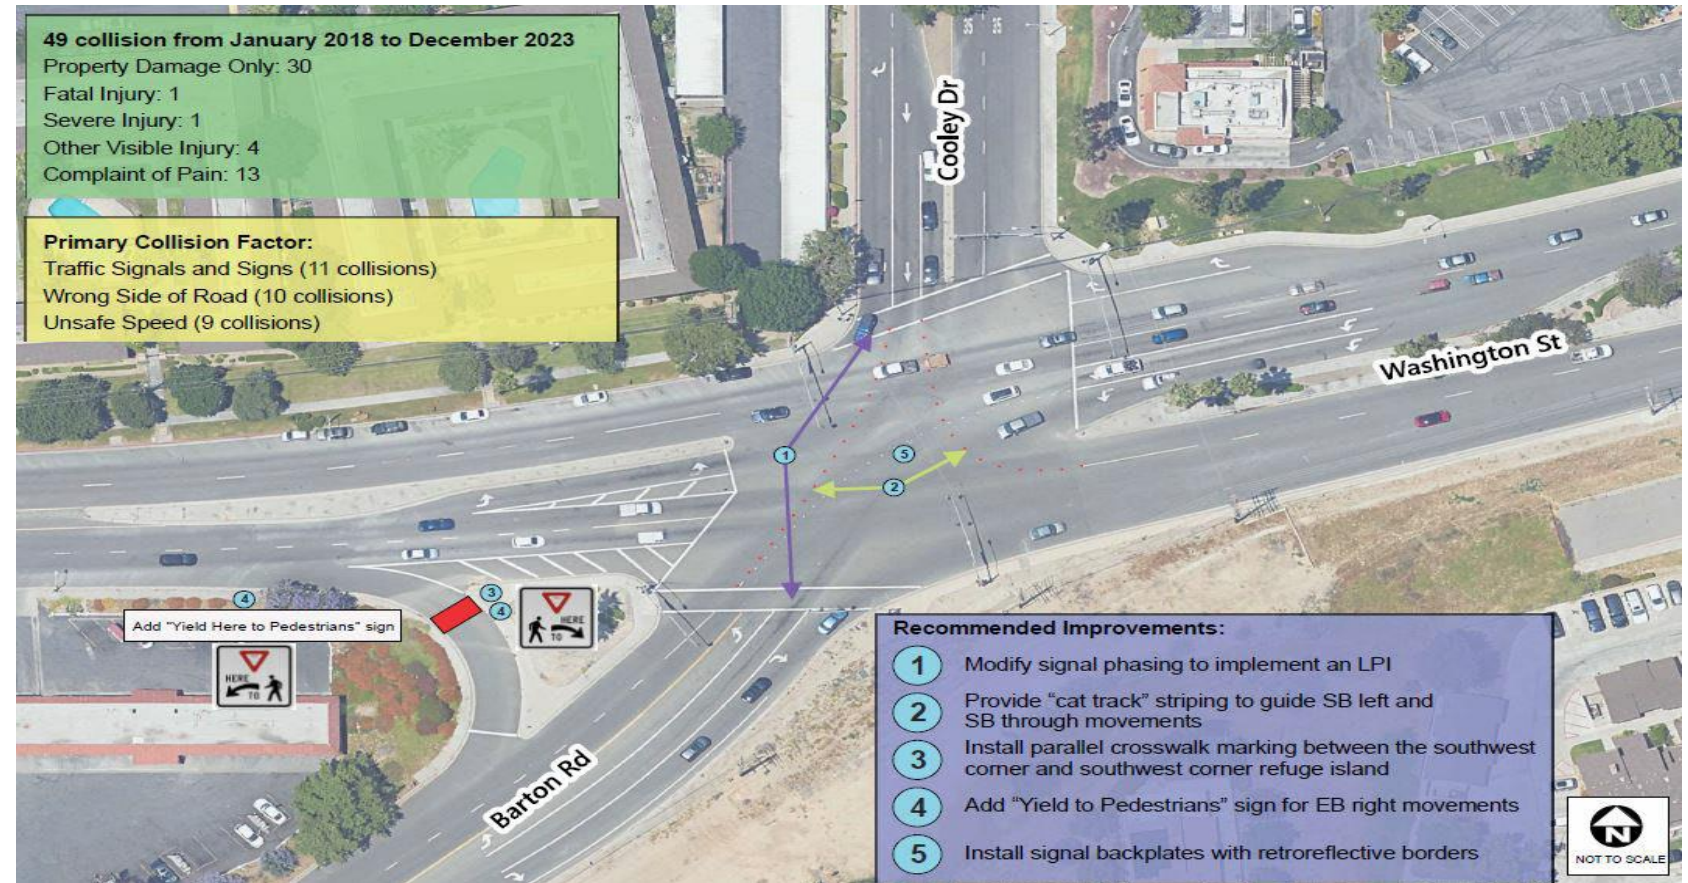 49 collision from January 2018 to December 2023
Property Damage Only: 30
Fatal Injury: 1
Severe Injury: 1
Other Visible Injury: 4
Complaint of Pain: 13
Primary Collision Factor:
Traffic Signals and Signs (11 collisions)
Wrong Side of Road (10 collisions)
Unsafe Speed (9 collisions)
Cooley Dr
Washington St
1
5
2
3
4
4
Add "Yield Here to Pedestrians" sign
HERE
TO
HERE
TO
Barton Rd
Recommended Improvements:
1 Modify signal phasing to implement an LPI
2 Provide “cat track” striping to guide SB left and
SB through movements
3 Install parallel crosswalk marking between the southwest
corner and southwest corner refuge island
4 Add “Yield to Pedestrians” sign for EB right movements
5 Install signal backplates with retroreflective borders
N
NOT TO SCALE